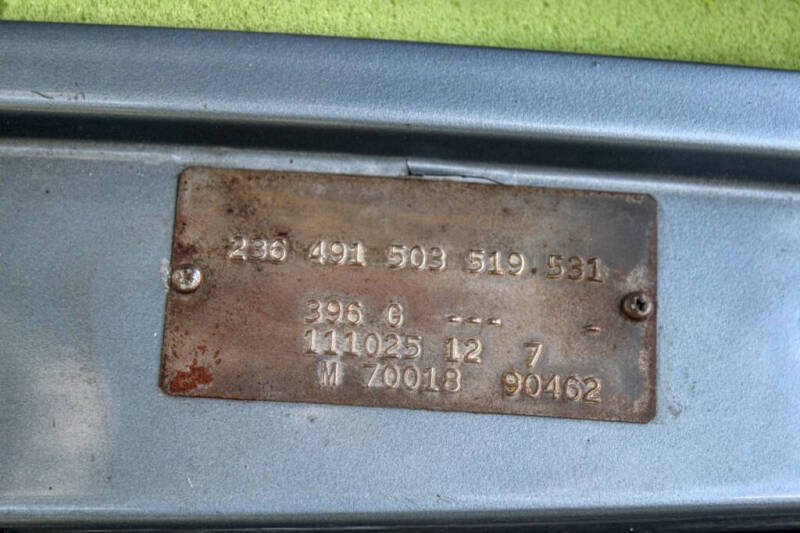 236 491 503 519 531
396 G --- -
111025 12 7
M 70018 90462